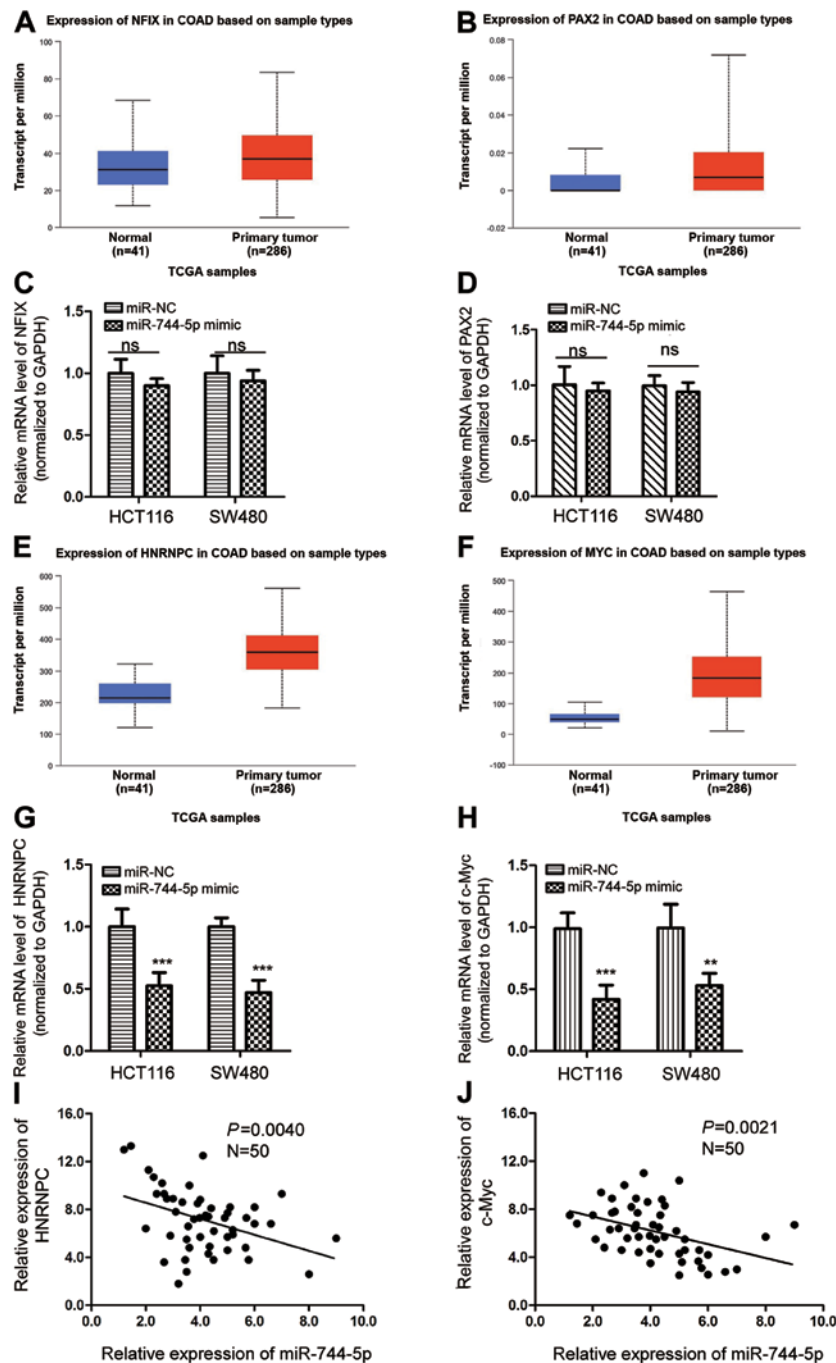 A
Expression of NFIX in COAD based on sample types
Transcript per million
100
80
60
40
20
0
Normal
(n=41)
Primary tumor
(n=286)
TCGA samples
B
Expression of PAX2 in COAD based on sample types
Transcript per million
0.08
0.06
0.04
0.02
0
-0.02
Normal
(n=41)
Primary tumor
(n=286)
TCGA samples
C
miR-NC
miR-744-5p mimic
Relative mRNA level of NFIX
(normalized to GAPDH)
1.5
1.0
0.5
0.0
ns
ns
HCT116
SW480
D
miR-NC
miR-744-5p mimic
Relative mRNA level of PAX2
(normalized to GAPDH)
1.5
1.0
0.5
0.0
ns
ns
HCT116
SW480
E
Expression of HNRNPC in COAD based on sample types
Transcript per million
600
500
400
300
200
100
0
Normal
(n=41)
Primary tumor
(n=286)
TCGA samples
F
Expression of MYC in COAD based on sample types
Transcript per million
500
400
300
200
100
0
-100
Normal
(n=41)
Primary tumor
(n=286)
TCGA samples
G
miR-NC
miR-744-5p mimic
Relative mRNA level of HNRNPC
(normalized to GAPDH)
1.5
1.0
0.5
0.0
***
***
HCT116
SW480
H
miR-NC
miR-744-5p mimic
Relative mRNA level of c-Myc
(normalized to GAPDH)
1.5
1.0
0.5
0.0
***
**
HCT116
SW480
I
P=0.0040
N=50
Relative expression of
HNRNPC
16.0
12.0
8.0
4.0
0.0
0.0 2.0 4.0 6.0 8.0 10.0
Relative expression of miR-744-5p
J
P=0.0021
N=50
Relative expression of
c-Myc
16.0
12.0
8.0
4.0
0.0
0.0 2.0 4.0 6.0 8.0 10.0
Relative expression of miR-744-5p